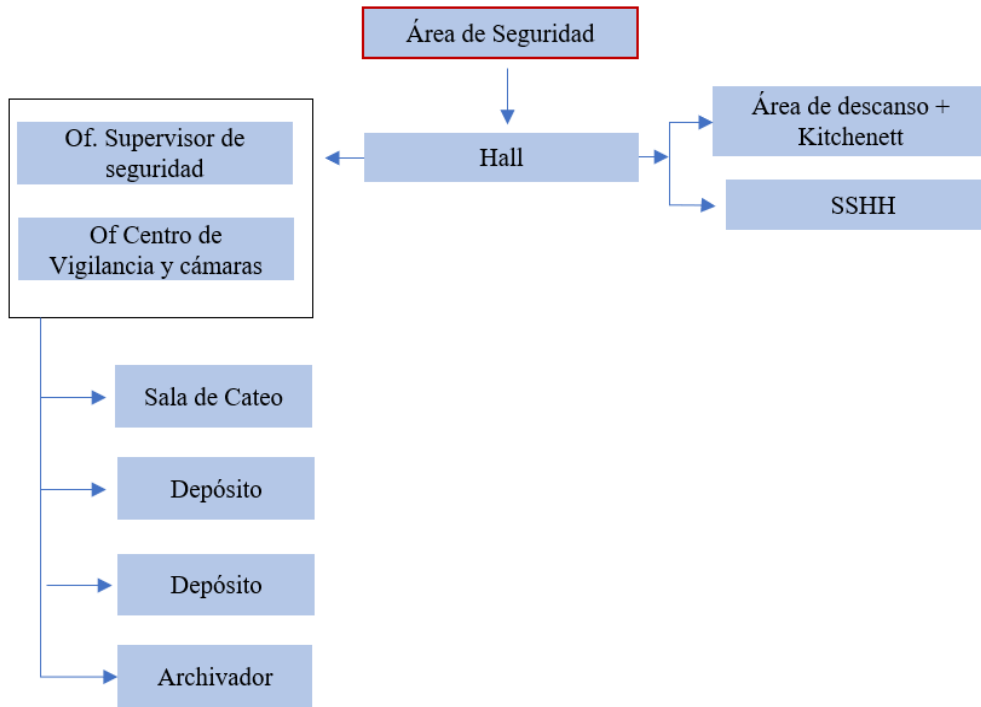 Área de Seguridad
Of. Supervisor de
seguridad
Of Centro de
Vigilancia y cámaras
Hall
Área de descanso +
Kitchenett
SSHH
Sala de Cateo
Depósito
Depósito
Archivador